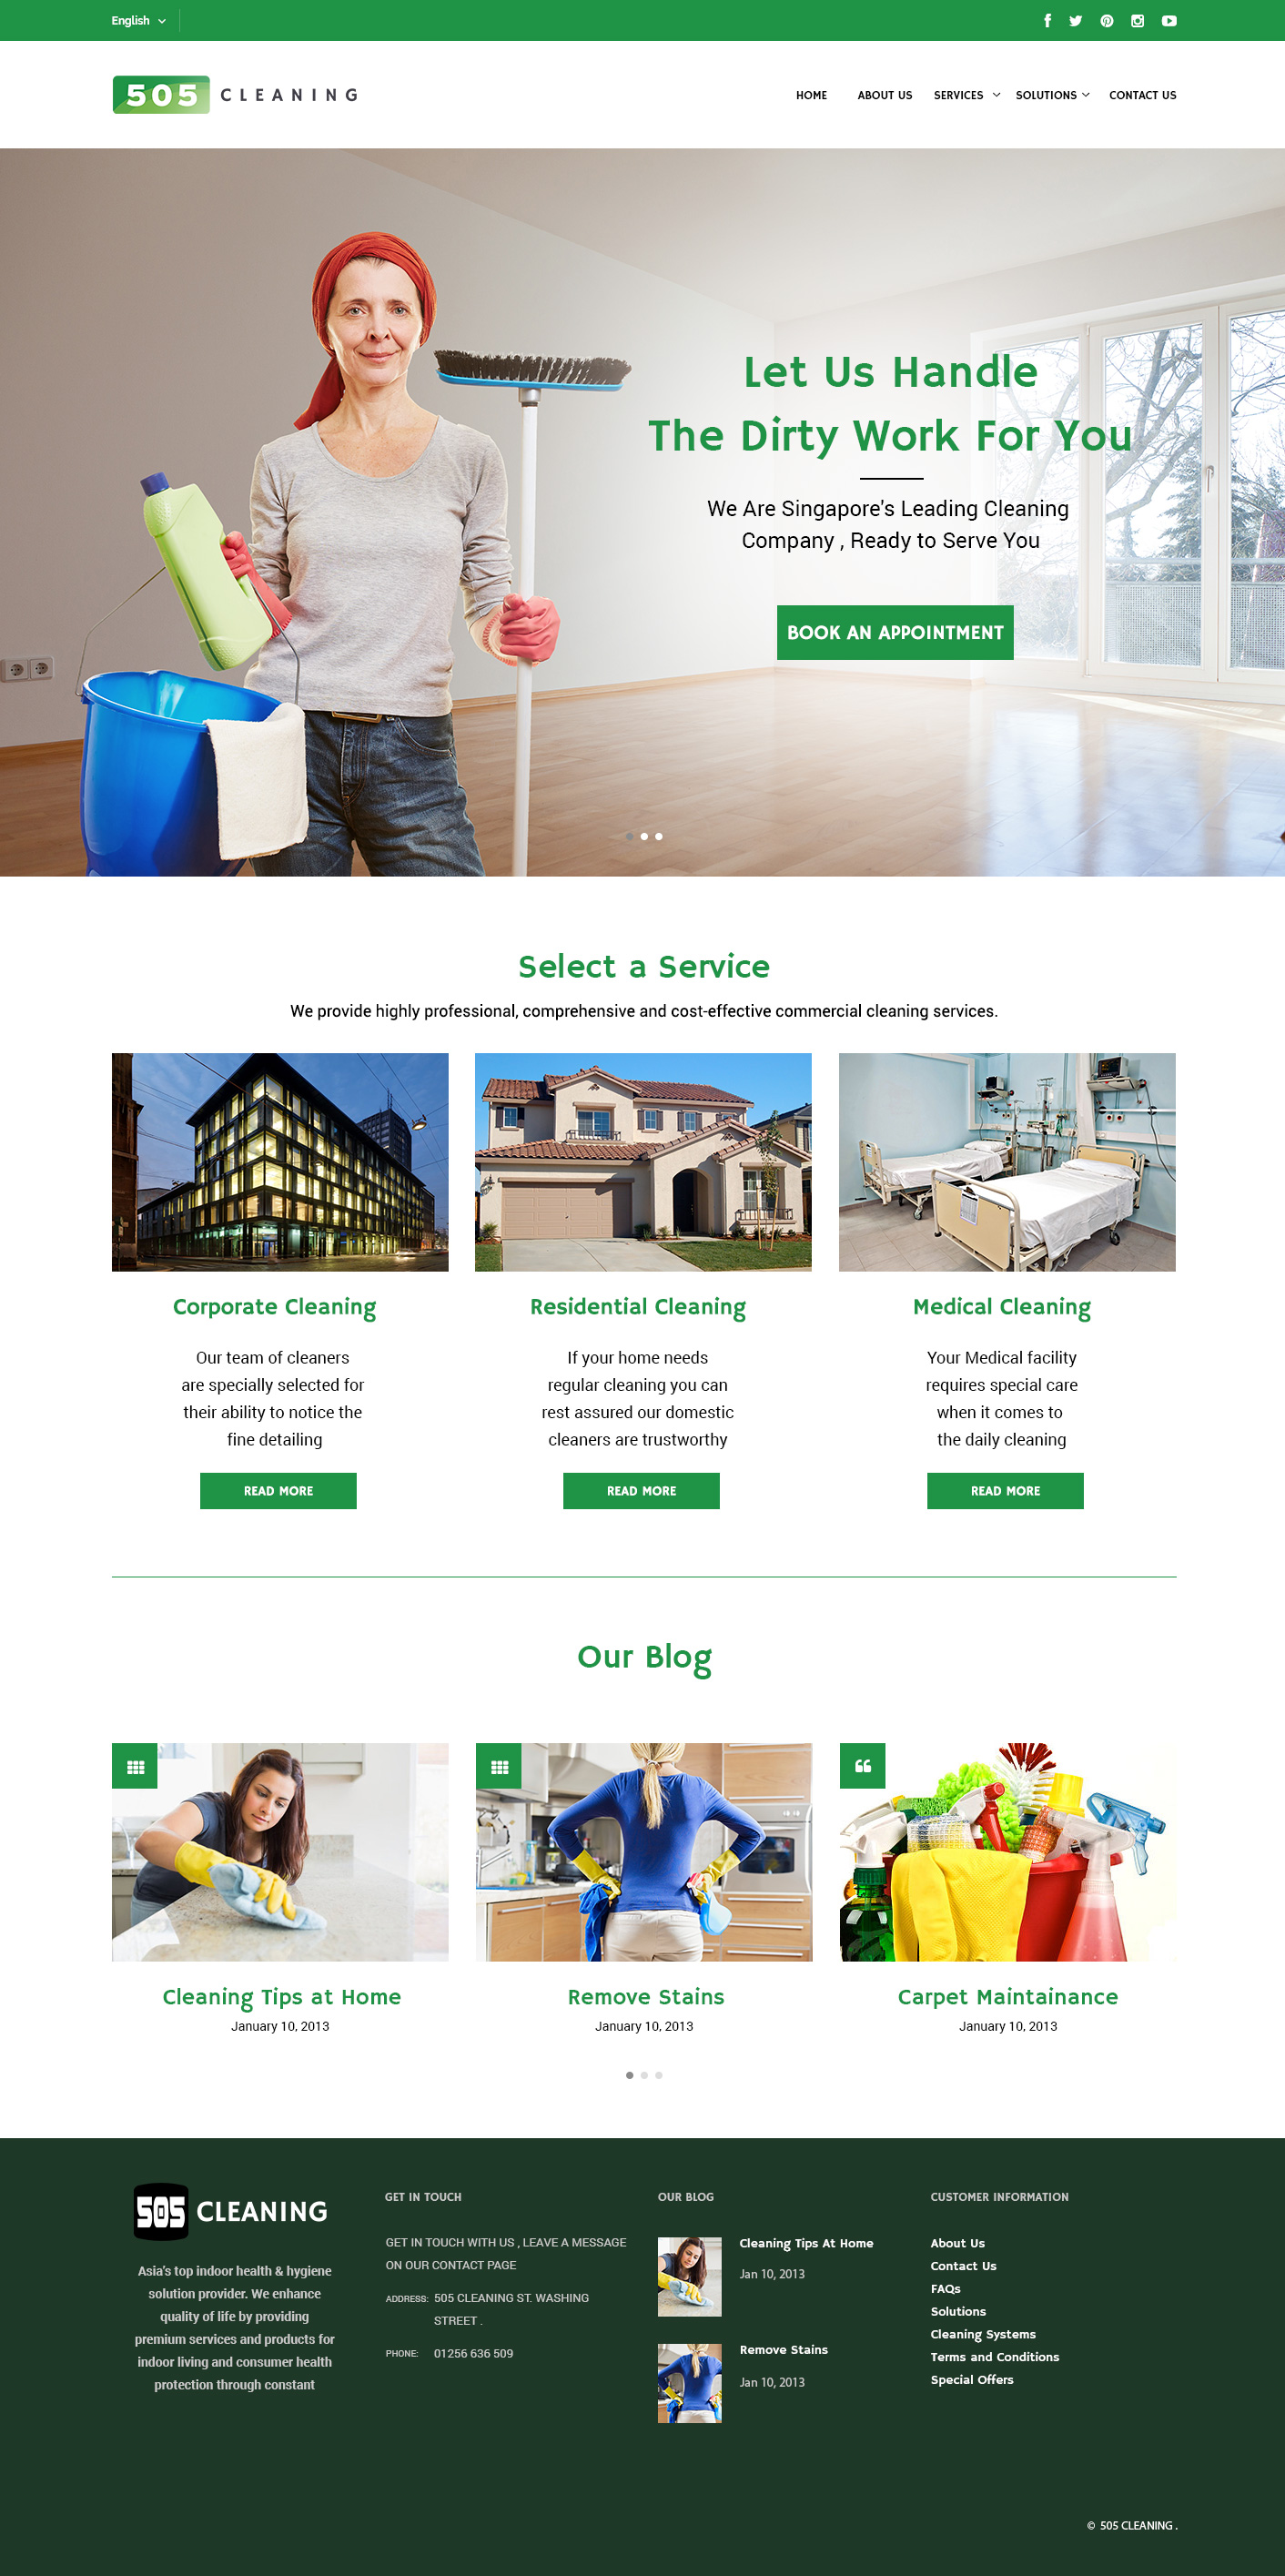 English
505 CLEANING
HOME ABOUT US SERVICES SOLUTIONS CONTACT US
Let Us Handle
The Dirty Work For You
We Are Singapore's Leading Cleaning
Company , Ready to Serve You
BOOK AN APPOINTMENT
Select a Service
We provide highly professional, comprehensive and cost-effective commercial cleaning services.
Corporate Cleaning
Our team of cleaners
are specially selected for
their ability to notice the
fine detailing
READ MORE
Residential Cleaning
If your home needs
regular cleaning you can
rest assured our domestic
cleaners are trustworthy
READ MORE
Medical Cleaning
Your Medical facility
requires special care
when it comes to
the daily cleaning
READ MORE
Our Blog
Cleaning Tips at Home
January 10, 2013
Remove Stains
January 10, 2013
Carpet Maintainance
January 10, 2013
505 CLEANING
Asia's top indoor health & hygiene
solution provider. We enhance
quality of life by providing
premium services and products for
indoor living and consumer health
protection through constant
GET IN TOUCH
GET IN TOUCH WITH US , LEAVE A MESSAGE
ON OUR CONTACT PAGE
ADDRESS: 505 CLEANING ST. WASHING
STREET .
PHONE: 01256 636 509
OUR BLOG
Cleaning Tips At Home
Jan 10, 2013
Remove Stains
Jan 10, 2013
CUSTOMER INFORMATION
About Us
Contact Us
FAQs
Solutions
Cleaning Systems
Terms and Conditions
Special Offers
© 505 CLEANING .